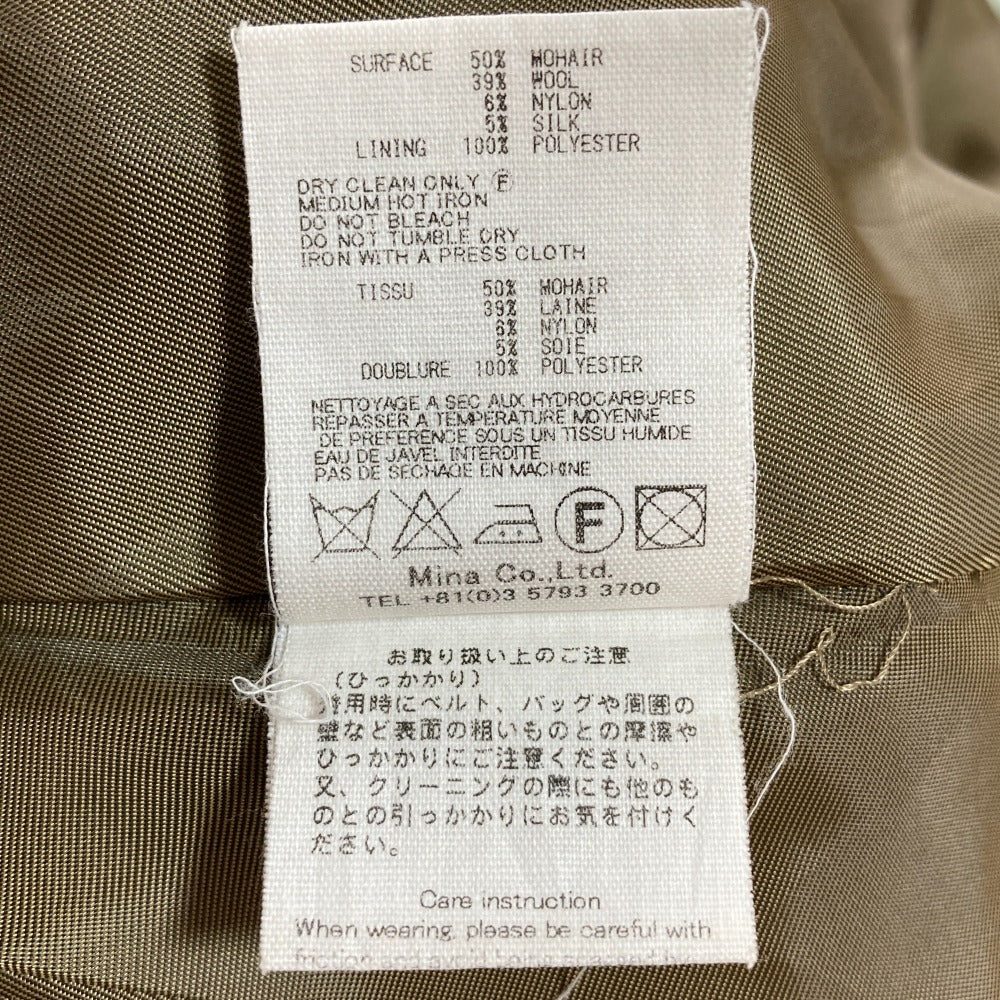 SURFACE 50% MOHAIR
39% WOOL
6% NYLON
5% SILK
LINING 100% POLYESTER
DRY CLEAN ONLY Ⓕ
MEDIUM HOT IRON
DO NOT BLEACH
DO NOT TUMBLE DRY
IRON WITH A PRESS CLOTH
TISSU 50% MOHAIR
39% LAINE
6% NYLON
5% SOIE
DOUBLURE 100% POLYESTER
NETTOYAGE A SEC AUX HYDROCARBURES
REPASSER A TEMPERATURE MOYENNE
DE PREFERENCE SOUS UN TISSU HUMIDE
EAU DE JAVEL INTERDITE
PAS DE SECHAGE EN MACHINE
F
Mina Co.,Ltd.
TEL +81(0)3 5793 3700
お取り扱い上のご注意
(ひっかかり)
着用時にベルト、バッグや周囲の
壁など表面の粗いものとの摩擦や
ひっかかりにご注意ください。
又、クリーニングの際にも他のも
のとの引っかかりにお気を付けく
ださい。
Care instruction
When wearing, please be careful with
friction and avoid being